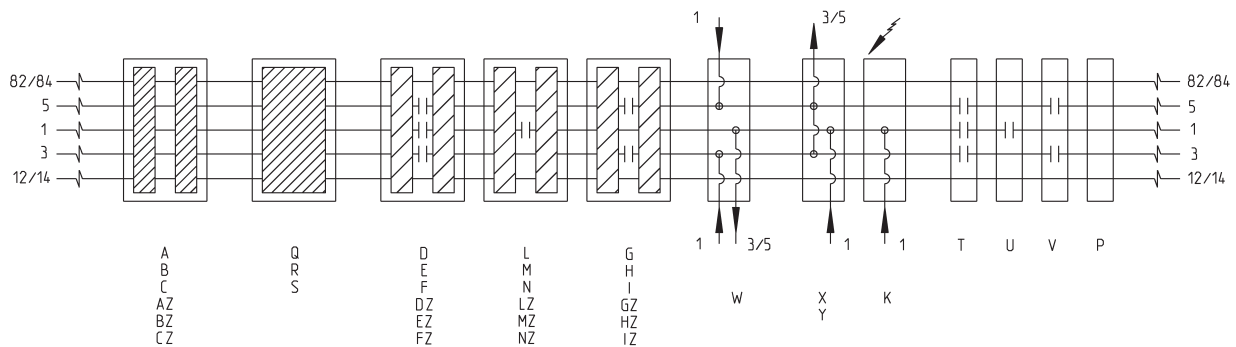 1 3/5
82/84 82/84
5 5
1 1
3 3
12/14 12/14
1 3/5 1 1
A Q D L G W X K T U V P
B R E M H Y
C S F N I
AZ DZ LZ GZ
BZ EZ MZ HZ
CZ FZ NZ IZ